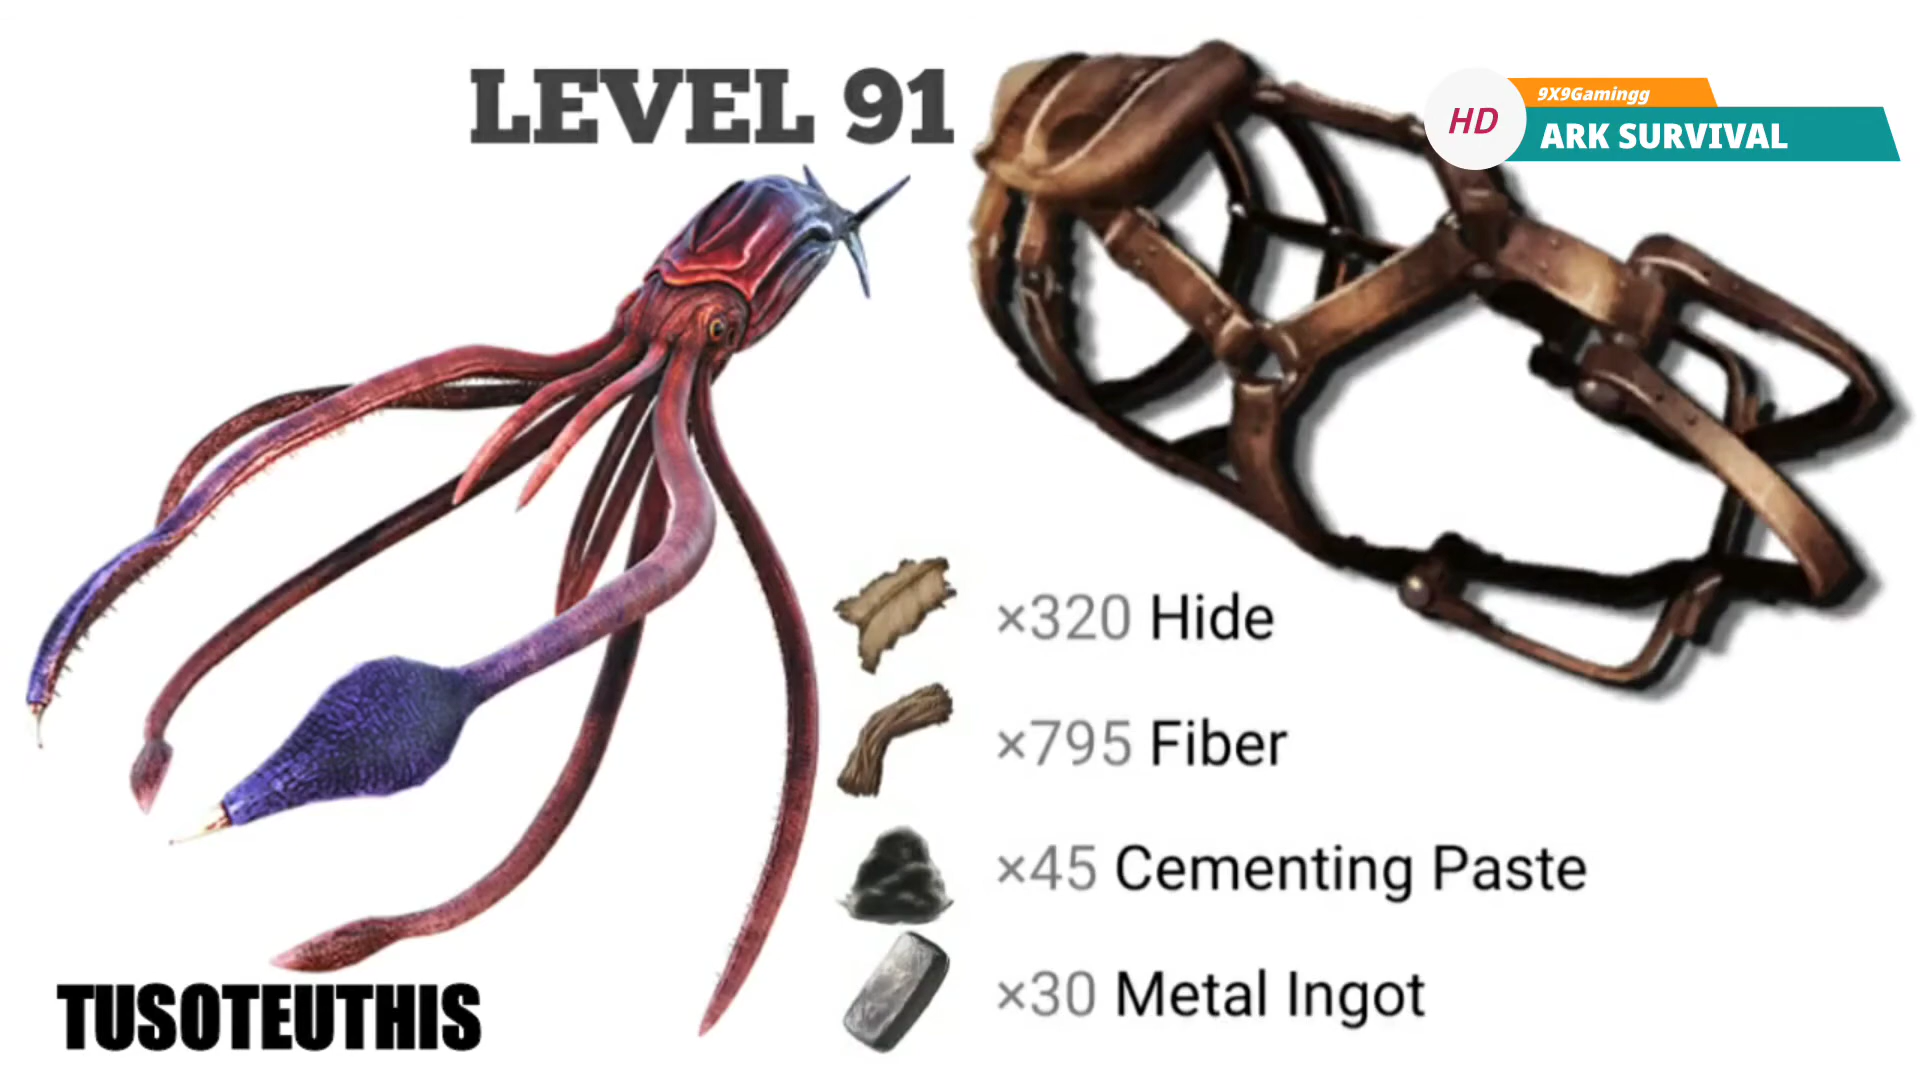 LEVEL 91
HD
9X9Gamingg
ARK SURVIVAL
×320 Hide
×795 Fiber
×45 Cementing Paste
×30 Metal Ingot
TUSOTEUTHIS